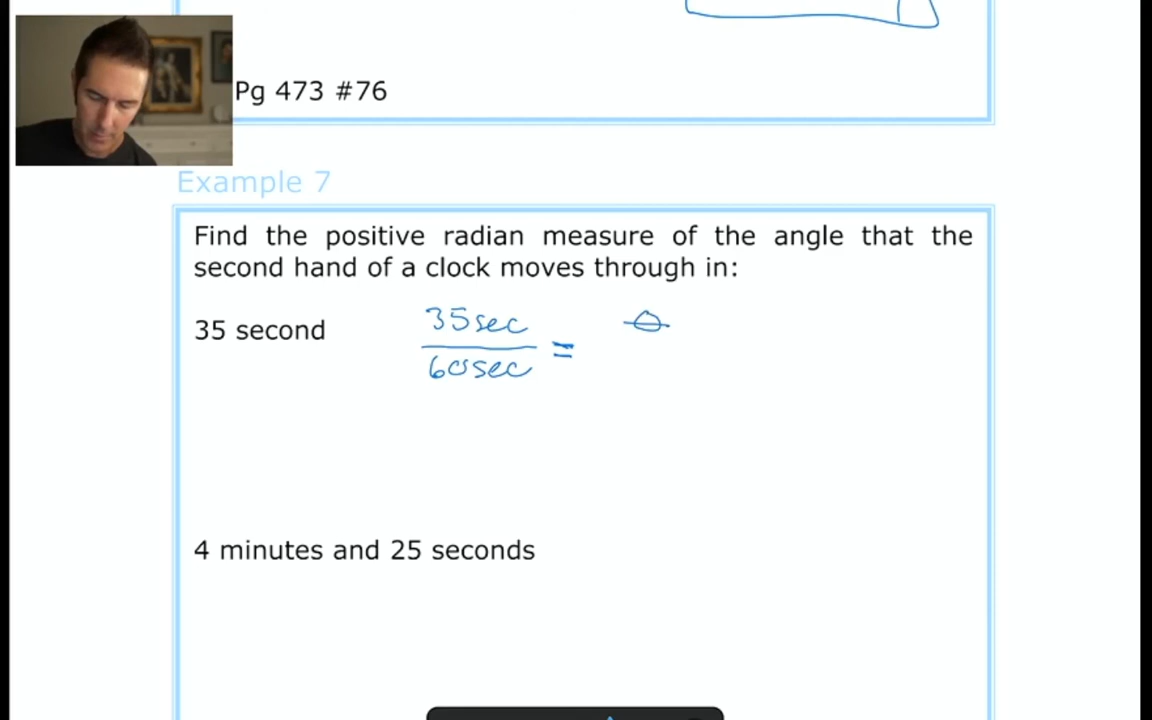 Pg 473 #76
Example 7
Find the positive radian measure of the angle that the
second hand of a clock moves through in:
35 second
35sec
60sec
=
θ
4 minutes and 25 seconds